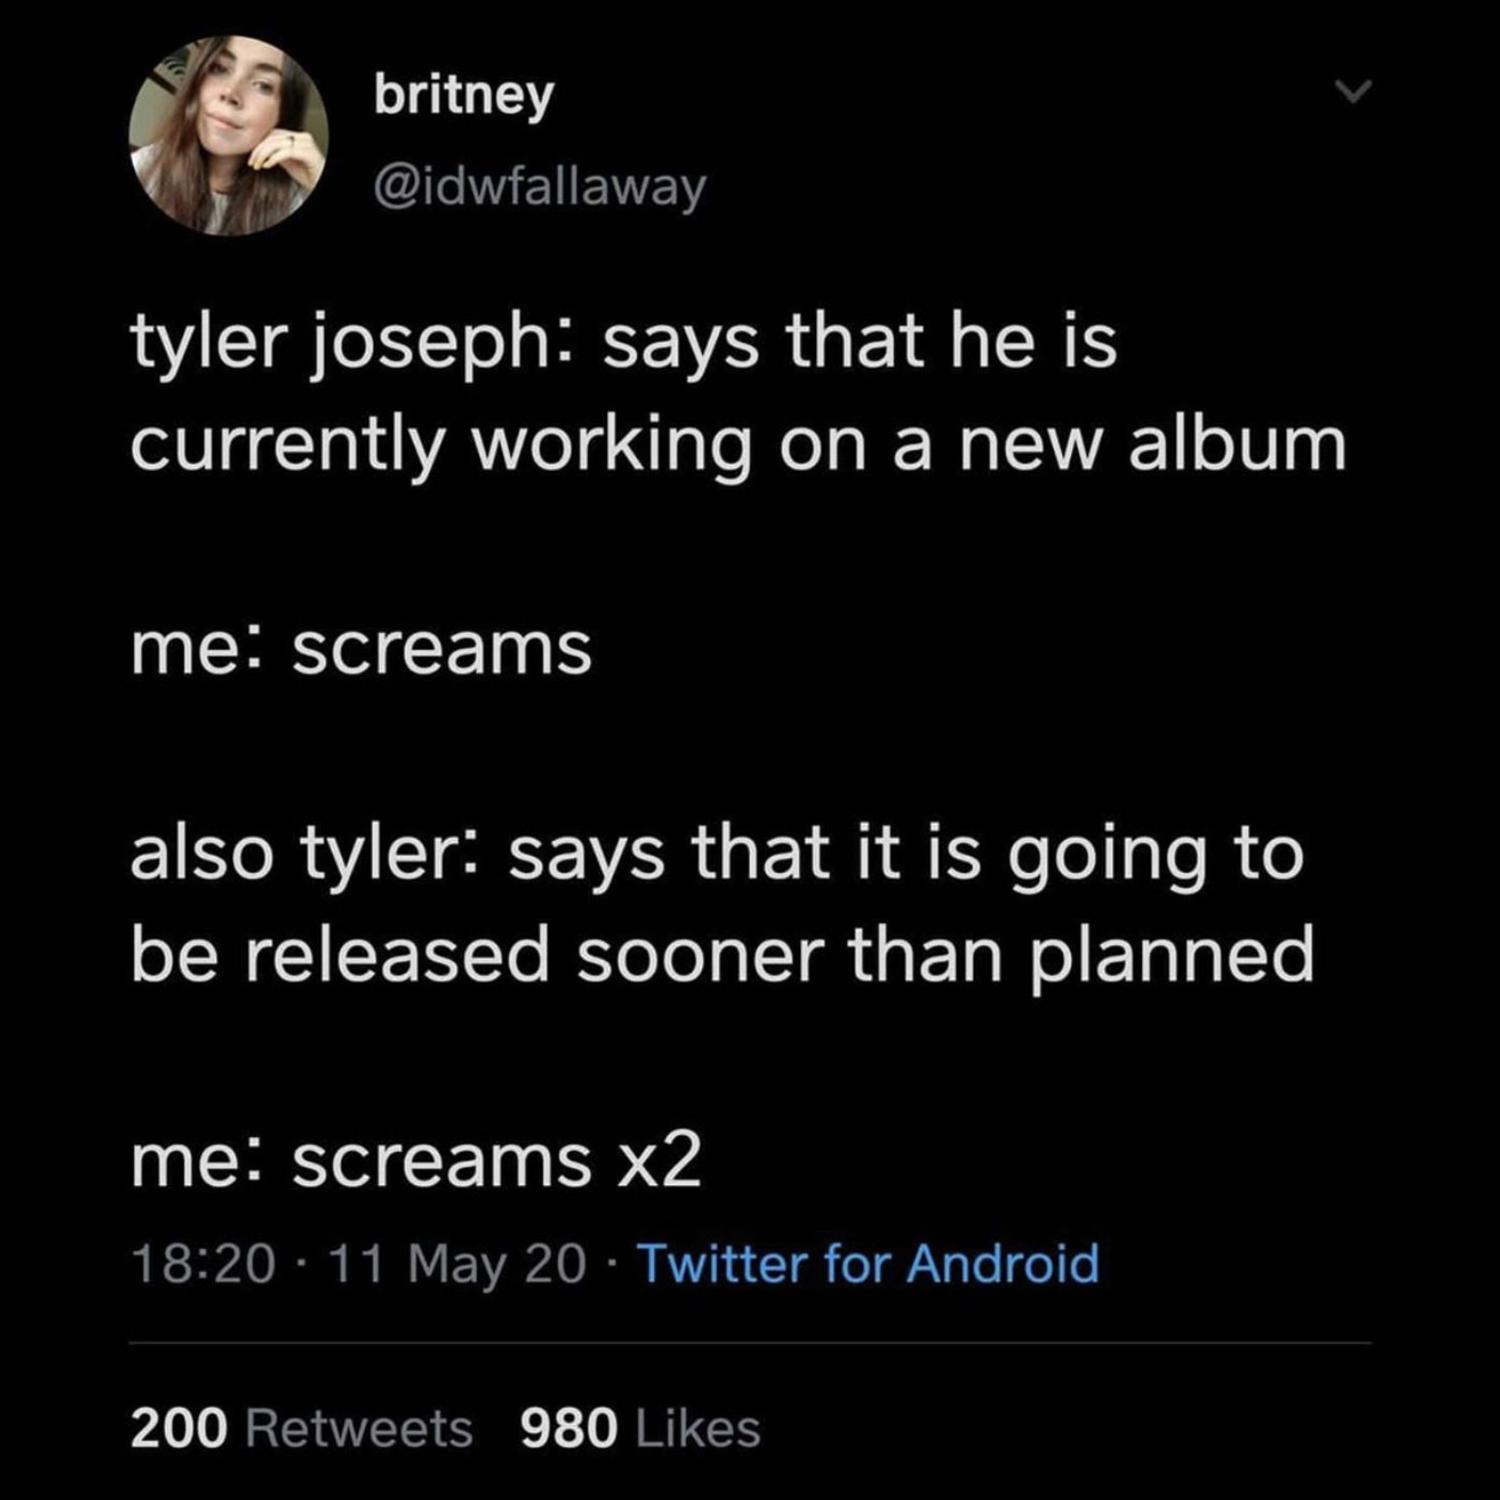 britney
@idwfallaway
tyler joseph: says that he is
currently working on a new album
me: screams
also tyler: says that it is going to
be released sooner than planned
me: screams x2
18:20 · 11 May 20 · Twitter for Android
200 Retweets 980 Likes